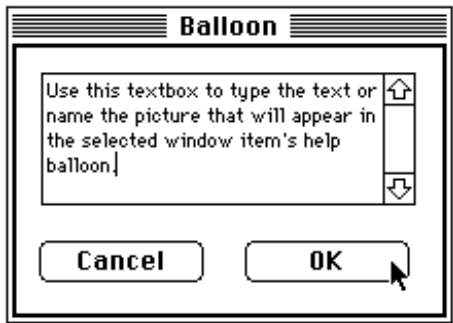 Balloon
Use this textbox to type the text or
name the picture that will appear in
the selected window item's help
balloon.
Cancel
OK